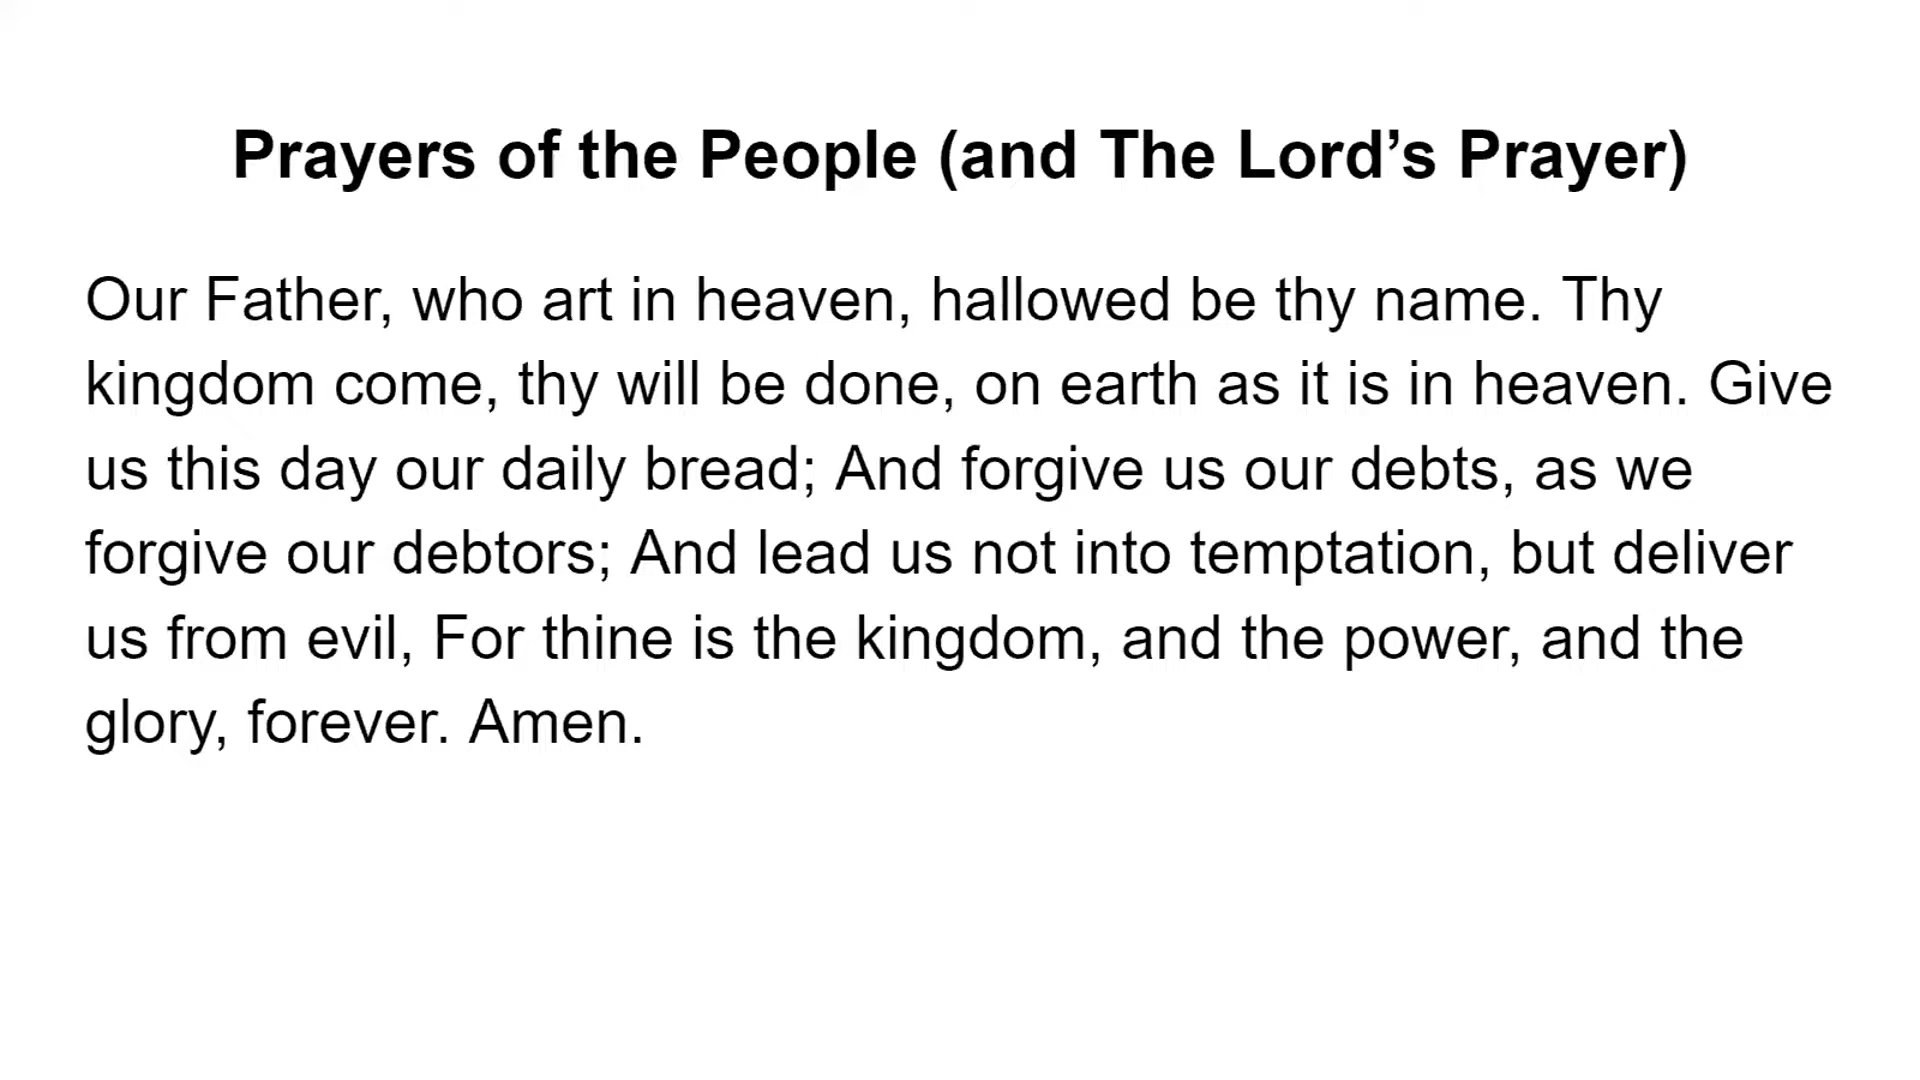 Prayers of the People (and The Lord’s Prayer)
Our Father, who art in heaven, hallowed be thy name. Thy
kingdom come, thy will be done, on earth as it is in heaven. Give
us this day our daily bread; And forgive us our debts, as we
forgive our debtors; And lead us not into temptation, but deliver
us from evil, For thine is the kingdom, and the power, and the
glory, forever. Amen.